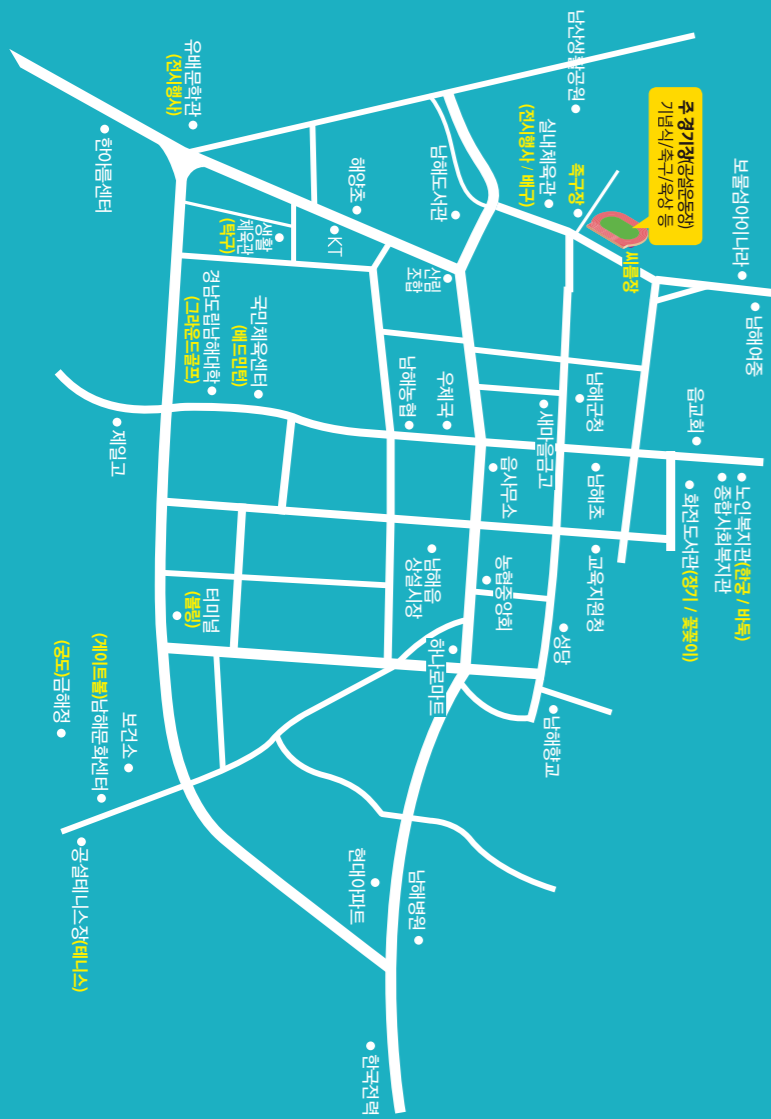 남해여중
보물섬아이나라
노인복지관(한궁 / 바둑)
종합사회복지관
읍교회
화전도서관(장기 / 꽃꽂이)
주 경기장(공설운동장)
기념식/축구/육상 등
씨름장
남해군청
남해초
교육지원청
남산생활공원
족구장
실내체육관
(전시행사 / 배구)
새마을금고
성당
남해향교
읍사무소
농협중앙회
남해도서관
산림
조합
우체국
남해농협
남해읍
상설시장
하나로마트
남해병원
해양초
KT
현대아파트
한국전력
생활
체육관
(탁구)
국민체육센터
(배드민턴)
경남도립남해대학
(그라운드골프)
터미널
(볼링)
유배문학관
(전시행사)
보건소
(게이트볼)남해문화센터
(궁도)금해정
한아름센터
제일고
공설테니스장(테니스)